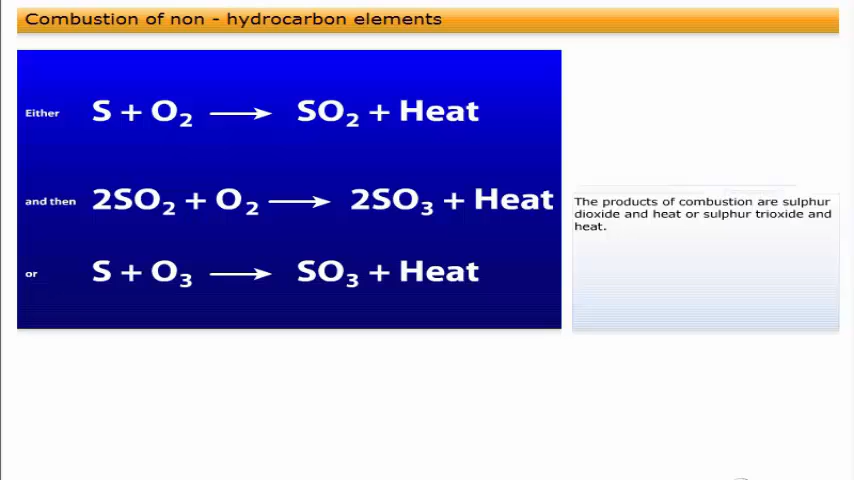 Combustion of non - hydrocarbon elements
Either S + O₂ ⟶ SO₂ + Heat
and then 2SO₂ + O₂ ⟶ 2SO₃ + Heat
or S + O₃ ⟶ SO₃ + Heat
The products of combustion are sulphur
dioxide and heat or sulphur trioxide and
heat.